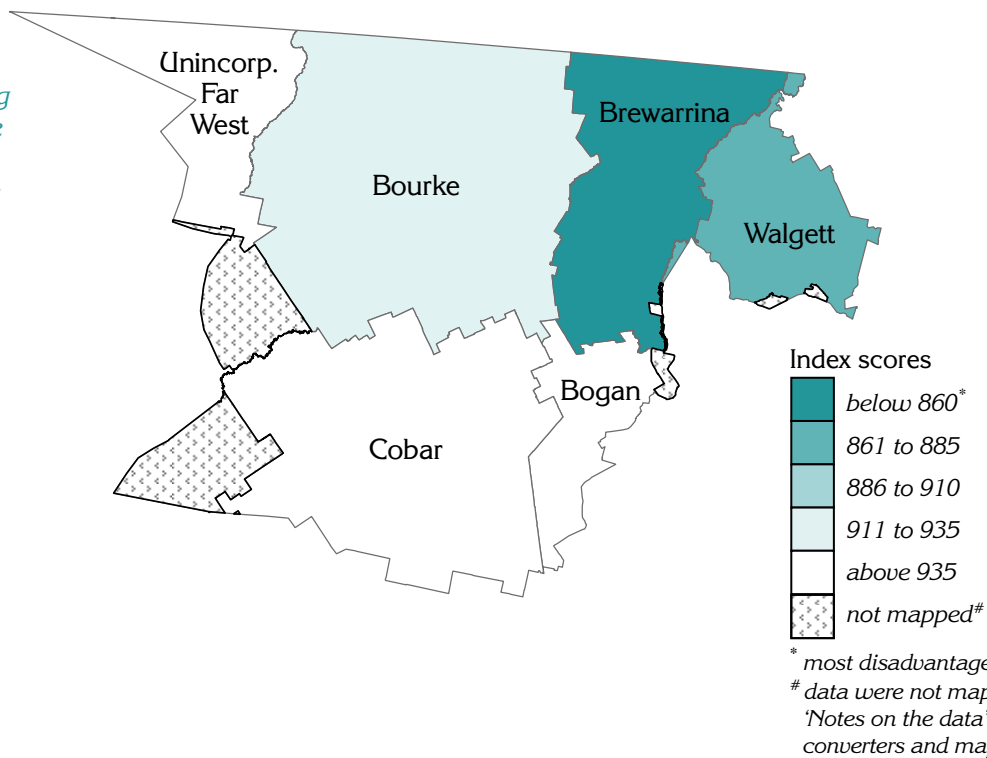 Unincorp.
Far
West
Bourke
Brewarrina
Walgett
Bogan
Cobar
Index scores
below 860*
861 to 885
886 to 910
911 to 935
above 935
not mapped#
* most disadvantage
# data were not map
'Notes on the data'
converters and ma